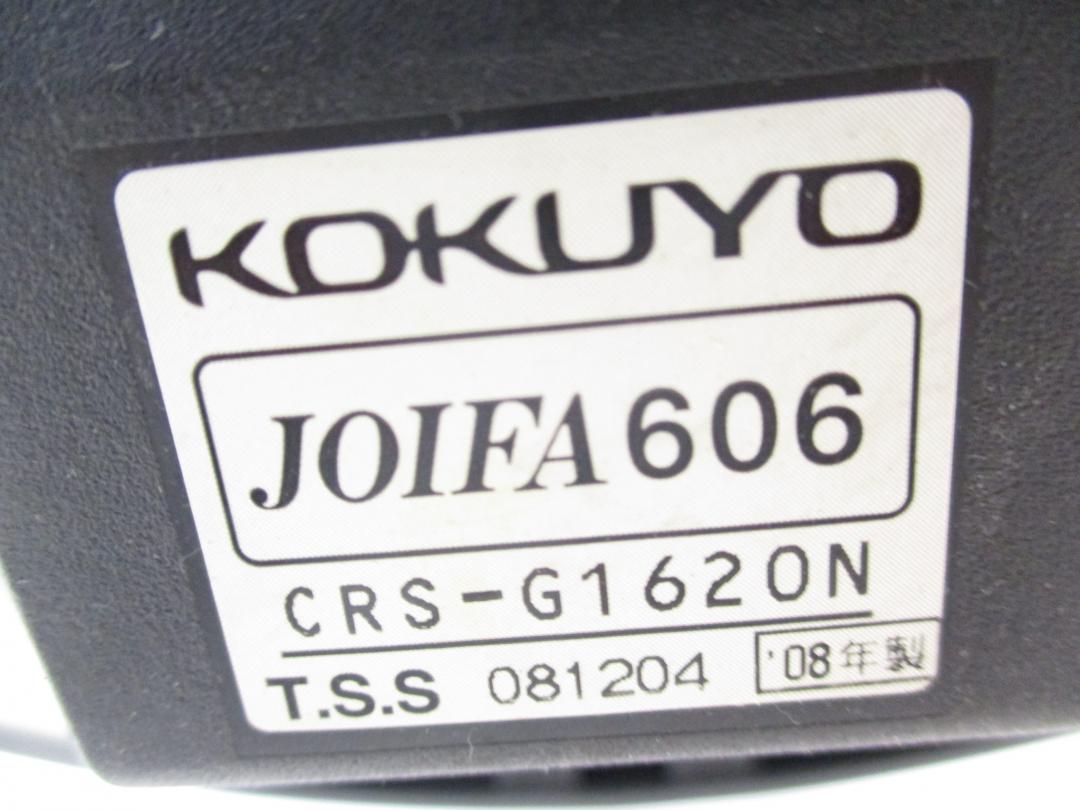 KOKUYO
JOIFA 606
CRS-G1620N
T.S.S 081204 '08年製